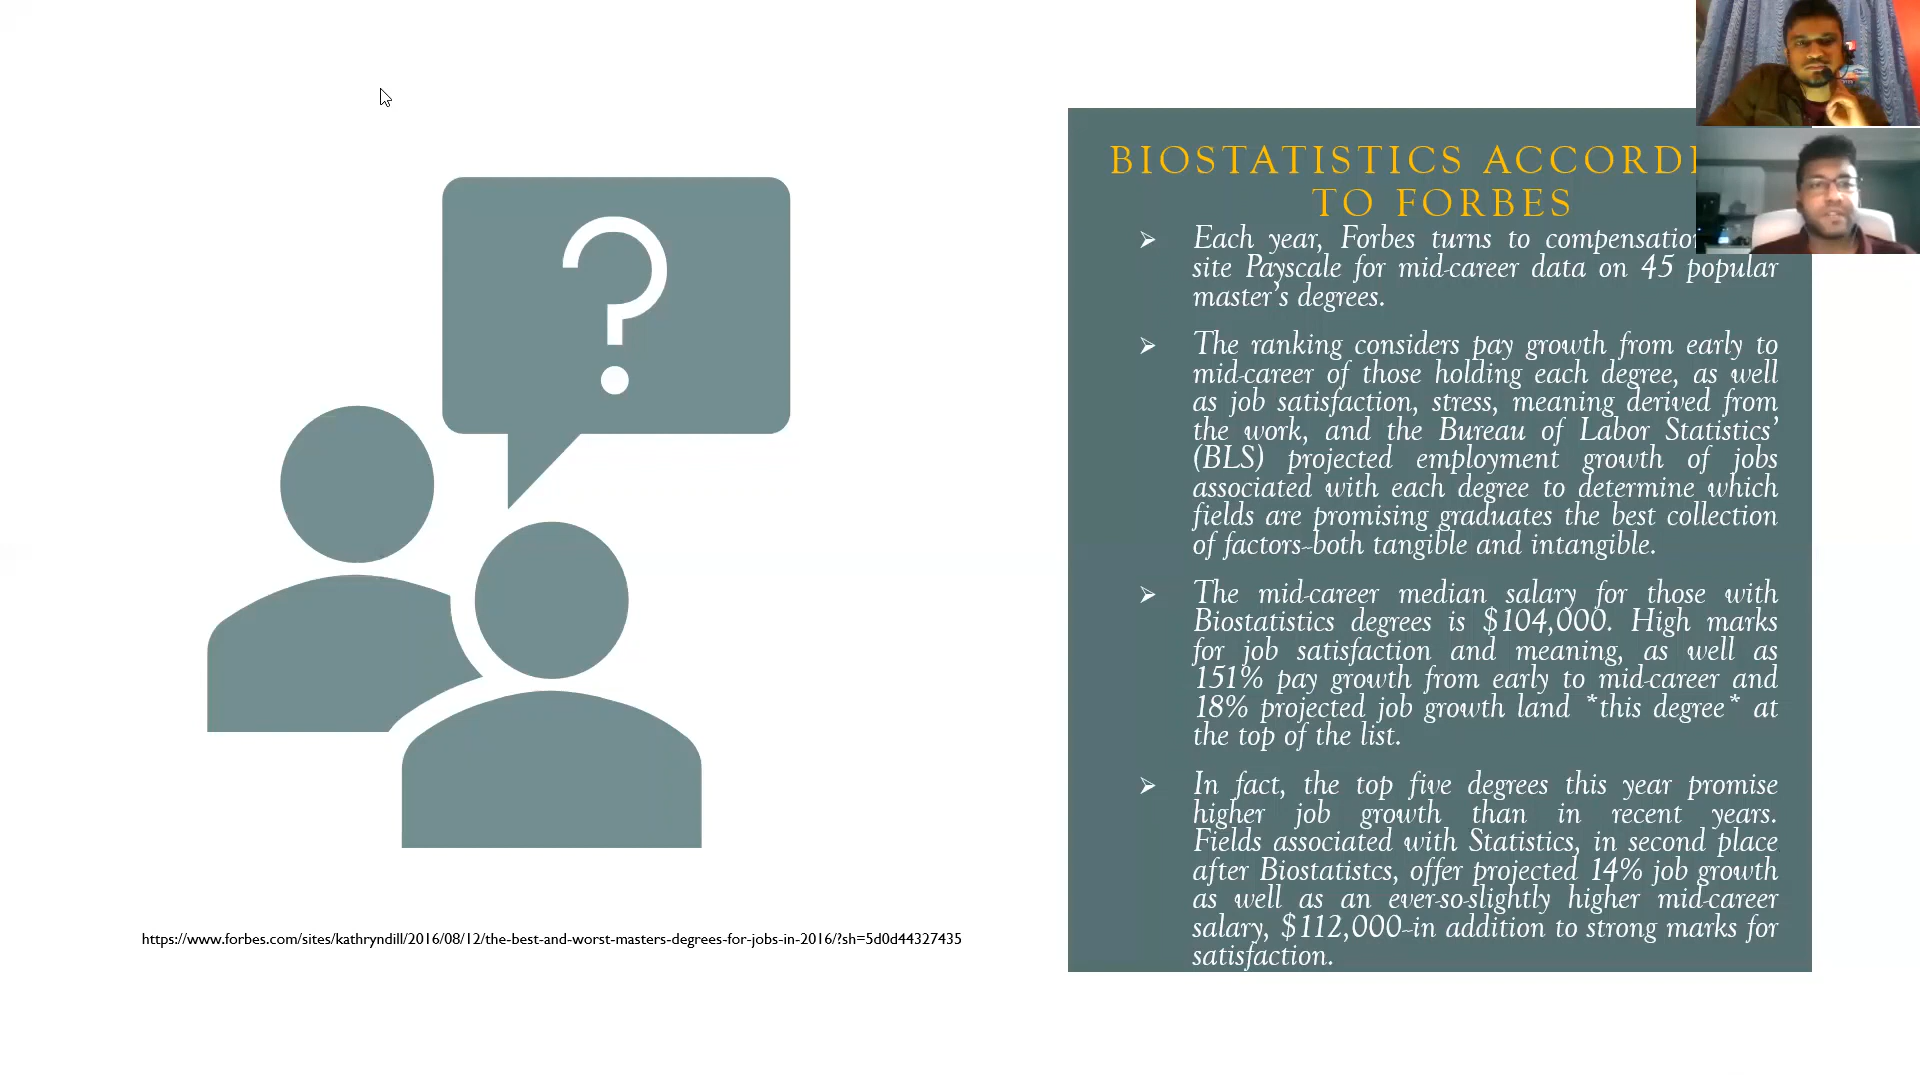 ?
BIOSTATISTICS ACCORDI
TO FORBES
➢ Each year, Forbes turns to compensation
site Payscale for mid-career data on 45 popular
master's degrees.
➢ The ranking considers pay growth from early to
mid-career of those holding each degree, as well
as job satisfaction, stress, meaning derived from
the work, and the Bureau of Labor Statistics'
(BLS) projected employment growth of jobs
associated with each degree to determine which
fields are promising graduates the best collection
of factors--both tangible and intangible.
➢ The mid-career median salary for those with
Biostatistics degrees is $104,000. High marks
for job satisfaction and meaning, as well as
151% pay growth from early to mid-career and
18% projected job growth land *this degree* at
the top of the list.
➢ In fact, the top five degrees this year promise
higher job growth than in recent years.
Fields associated with Statistics, in second place
after Biostatistcs, offer projected 14% job growth
as well as an ever-so-slightly higher mid-career
salary, $112,000--in addition to strong marks for
satisfaction.
https://www.forbes.com/sites/kathryndill/2016/08/12/the-best-and-worst-masters-degrees-for-jobs-in-2016/?sh=5d0d44327435